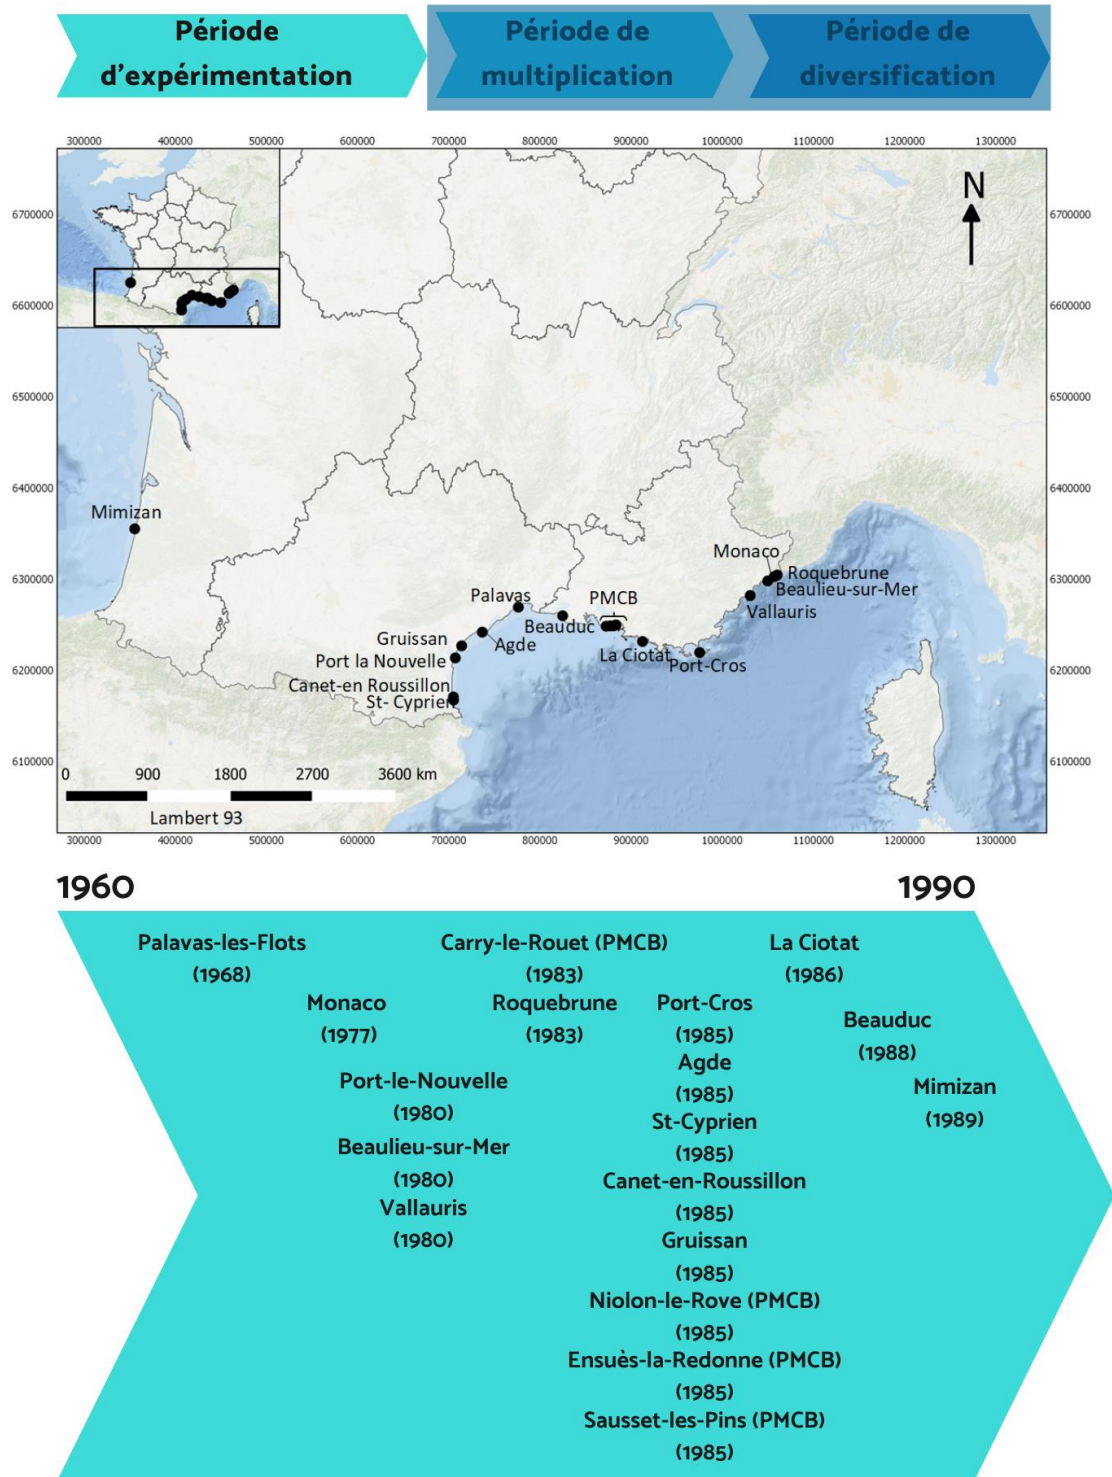 Période
d'expérimentation
Période de
multiplication
Période de
diversification
300000 400000 500000 600000 700000 800000 900000 1000000 1100000 1200000 1300000
6700000
6700000
6600000
6600000
6500000
6500000
6400000
6400000
6300000
6300000
6200000
6200000
6100000
6100000
N
Mimizan
Monaco
Roquebrune
Beaulieu-sur-Mer
Vallauris
PMCB
Palavas
Beauduc
Gruissan
Agde
La Ciotat
Port-Cros
Port la Nouvelle
Canet-en Roussillon
St- Cyprien
0 900 1800 2700 3600 km
Lambert 93
300000 400000 500000 600000 700000 800000 900000 1000000 1100000 1200000 1300000
1960
1990
Palavas-les-Flots
(1968)
Monaco
(1977)
Port-le-Nouvelle
(1980)
Beaulieu-sur-Mer
(1980)
Vallauris
(1980)
Carry-le-Rouet (PMCB)
(1983)
Roquebrune
(1983)
Port-Cros
(1985)
Agde
(1985)
St-Cyprien
(1985)
Canet-en-Roussillon
(1985)
Gruissan
(1985)
Niolon-le-Rove (PMCB)
(1985)
Ensuès-la-Redonne (PMCB)
(1985)
Sausset-les-Pins (PMCB)
(1985)
La Ciotat
(1986)
Beauduc
(1988)
Mimizan
(1989)